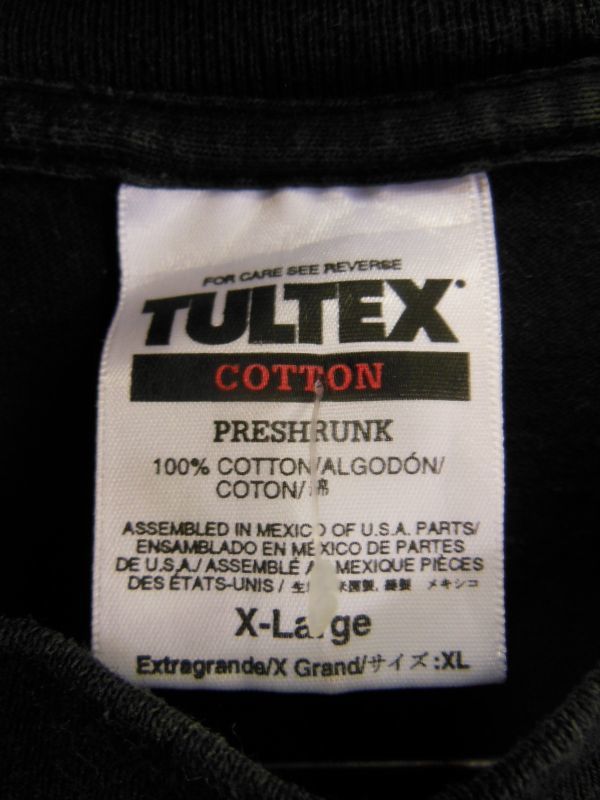 FOR CARE SEE REVERSE
TULTEX
COTTON
PRESHRUNK
100% COTTON/ALGODÓN/
COTON/綿
ASSEMBLED IN MEXICO OF U.S.A. PARTS/
ENSAMBLADO EN MÉXICO DE PARTES
DE U.S.A./ASSEMBLÉ AU MEXIQUE PIÈCES
DES ÉTATS-UNIS / 米国製, 縫製 メキシコ
X-Large
Extragrande/X Grand/サイズ:XL